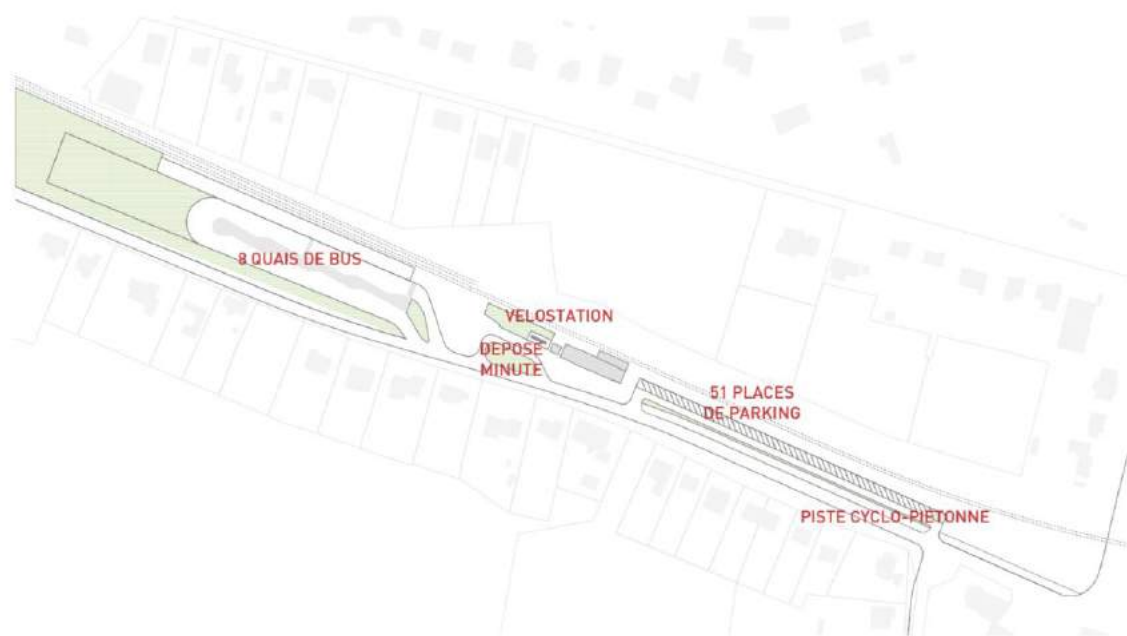 8 QUAIS DE BUS
VELOSTATION
DEPOSE
MINUTE
51 PLACES
DE PARKING
PISTE CYCLO-PIETONNE